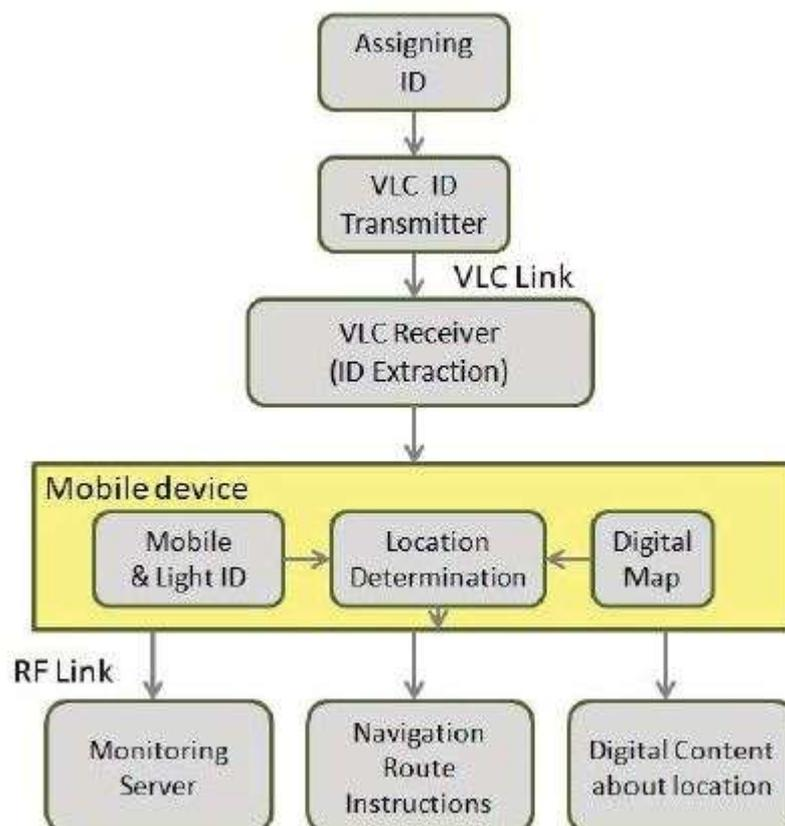 Assigning
ID
VLC ID
Transmitter
VLC Link
VLC Receiver
(ID Extraction)
Mobile device
Mobile
& Light ID
Location
Determination
Digital
Map
RF Link
Monitoring
Server
Navigation
Route
Instructions
Digital Content
about location